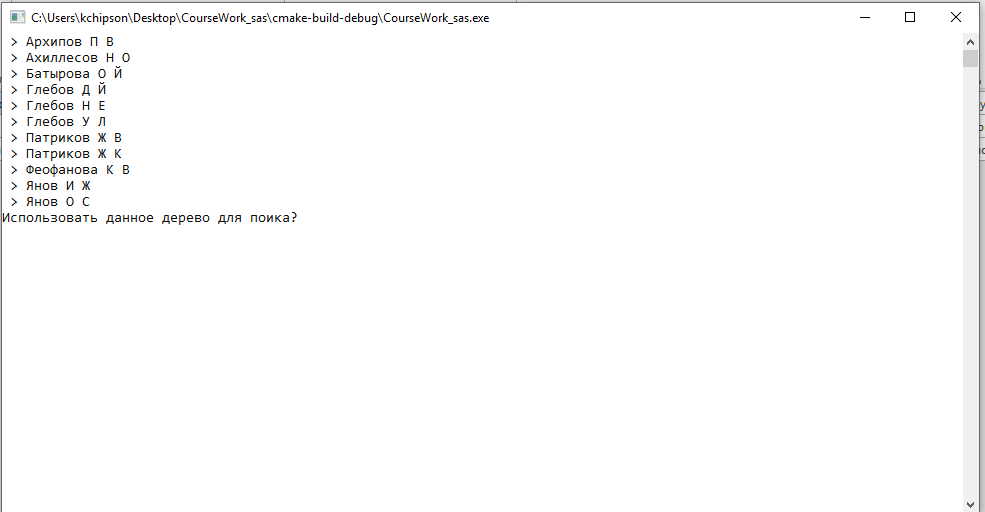 C:\Users\kchipson\Desktop\CourseWork_sas\cmake-build-debug\CourseWork_sas.exe
> Архипов П В
> Ахиллесов Н О
> Батырова О Й
> Глебов Д Й
> Глебов Н Е
> Глебов У Л
> Патриков Ж В
> Патриков Ж К
> Феофанова К В
> Янов И Ж
> Янов О С
Использовать данное дерево для поика?